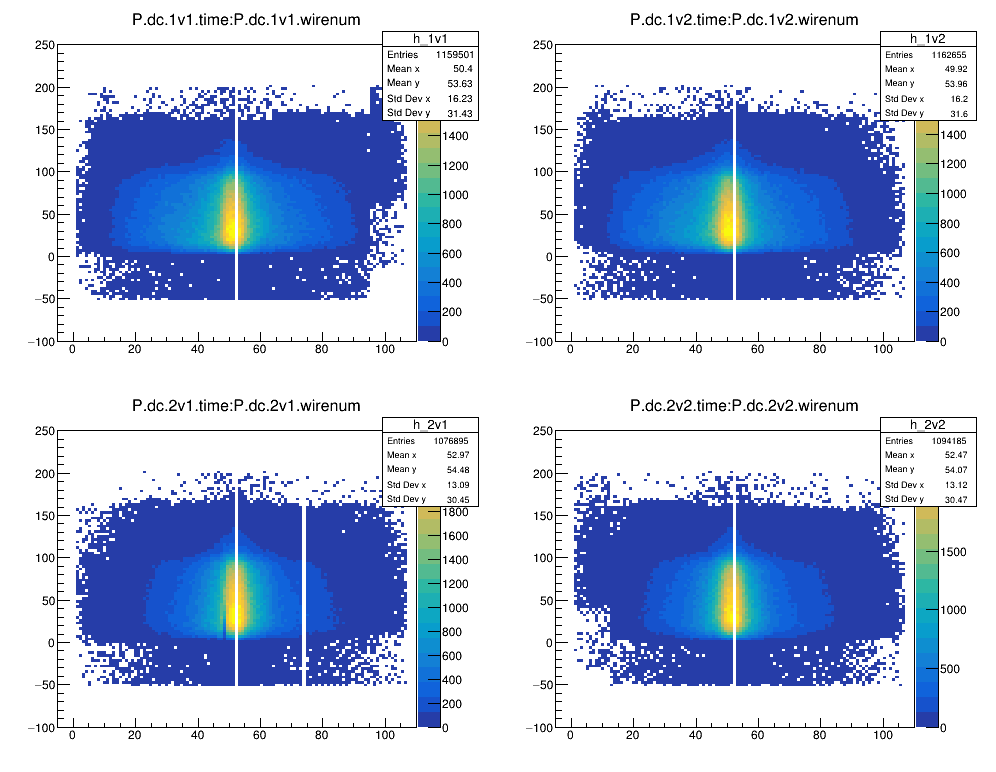 P.dc.1v1.time:P.dc.1v1.wirenum
h_1v1
Entries 1159501
Mean x 50.4
Mean y 53.63
Std Dev x 16.23
Std Dev y 31.43
250
200
150
100
50
0
−50
−100
0 20 40 60 80 100
1400
1200
1000
800
600
400
200
0
P.dc.1v2.time:P.dc.1v2.wirenum
h_1v2
Entries 1162655
Mean x 49.92
Mean y 53.96
Std Dev x 16.2
Std Dev y 31.6
250
200
150
100
50
0
−50
−100
0 20 40 60 80 100
1400
1200
1000
800
600
400
200
0
P.dc.2v1.time:P.dc.2v1.wirenum
h_2v1
Entries 1076895
Mean x 52.97
Mean y 54.48
Std Dev x 13.09
Std Dev y 30.45
250
200
150
100
50
0
−50
−100
0 20 40 60 80 100
1800
1600
1400
1200
1000
800
600
400
200
0
P.dc.2v2.time:P.dc.2v2.wirenum
h_2v2
Entries 1094185
Mean x 52.47
Mean y 54.07
Std Dev x 13.12
Std Dev y 30.47
250
200
150
100
50
0
−50
−100
0 20 40 60 80 100
1500
1000
500
0